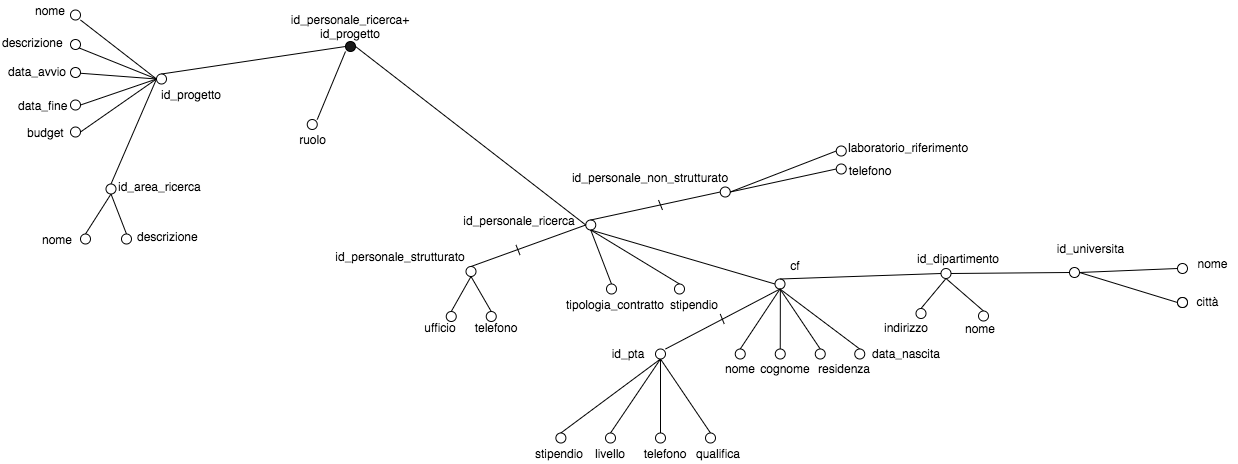 nome
descrizione
data_avvio
data_fine
budget
id_progetto
id_area_ricerca
nome
descrizione
id_personale_ricerca+
id_progetto
ruolo
laboratorio_riferimento
telefono
id_personale_non_strutturato
id_personale_ricerca
id_personale_strutturato
ufficio
telefono
tipologia_contratto
stipendio
cf
id_dipartimento
indirizzo
nome
id_universita
nome
città
id_pta
nome
cognome
residenza
data_nascita
stipendio
livello
telefono
qualifica